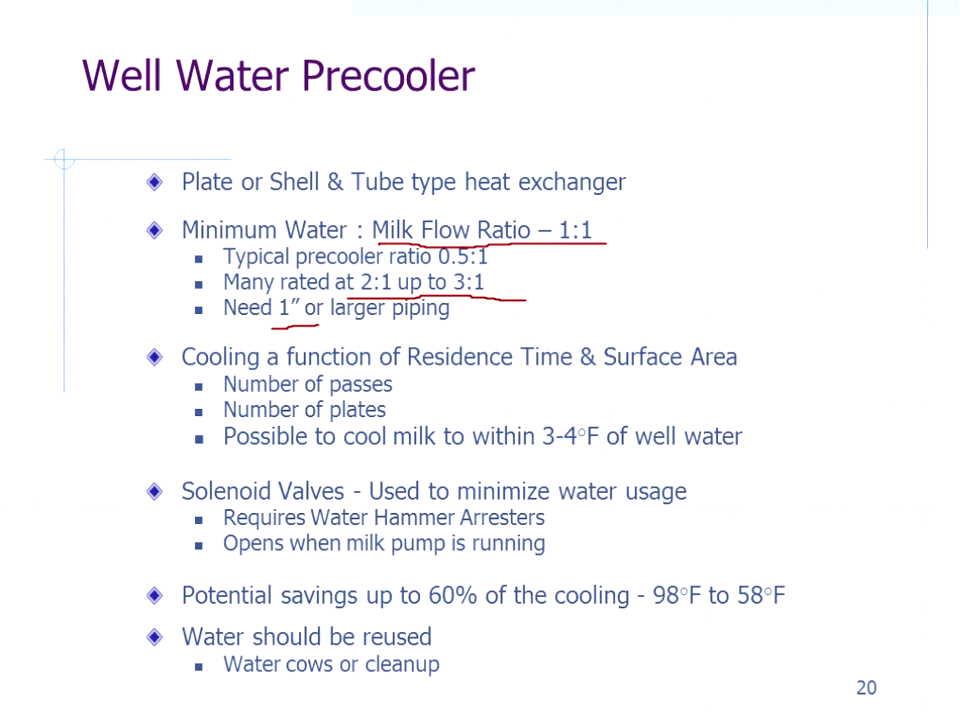 Well Water Precooler
Plate or Shell & Tube type heat exchanger
Minimum Water : Milk Flow Ratio – 1:1
Typical precooler ratio 0.5:1
Many rated at 2:1 up to 3:1
Need 1” or larger piping
Cooling a function of Residence Time & Surface Area
Number of passes
Number of plates
Possible to cool milk to within 3-4°F of well water
Solenoid Valves - Used to minimize water usage
Requires Water Hammer Arresters
Opens when milk pump is running
Potential savings up to 60% of the cooling - 98°F to 58°F
Water should be reused
Water cows or cleanup
20